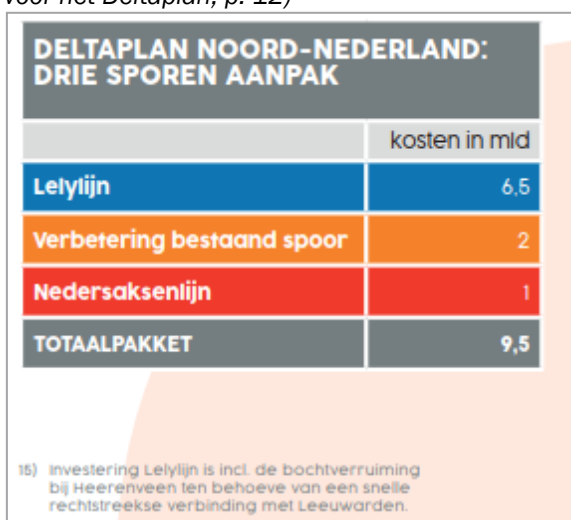 voor het Deltaplan, p. 12)
DELTAPLAN NOORD-NEDERLAND:
DRIE SPOREN AANPAK
kosten in mld
Lelylijn 6,5
Verbetering bestaand spoor 2
Nedersaksenlijn 1
TOTAALPAKKET 9,5
15) Investering Lelylijn is incl. de bochtverruiming
bij Heerenveen ten behoeve van een snelle
rechtstreekse verbinding met Leeuwarden.